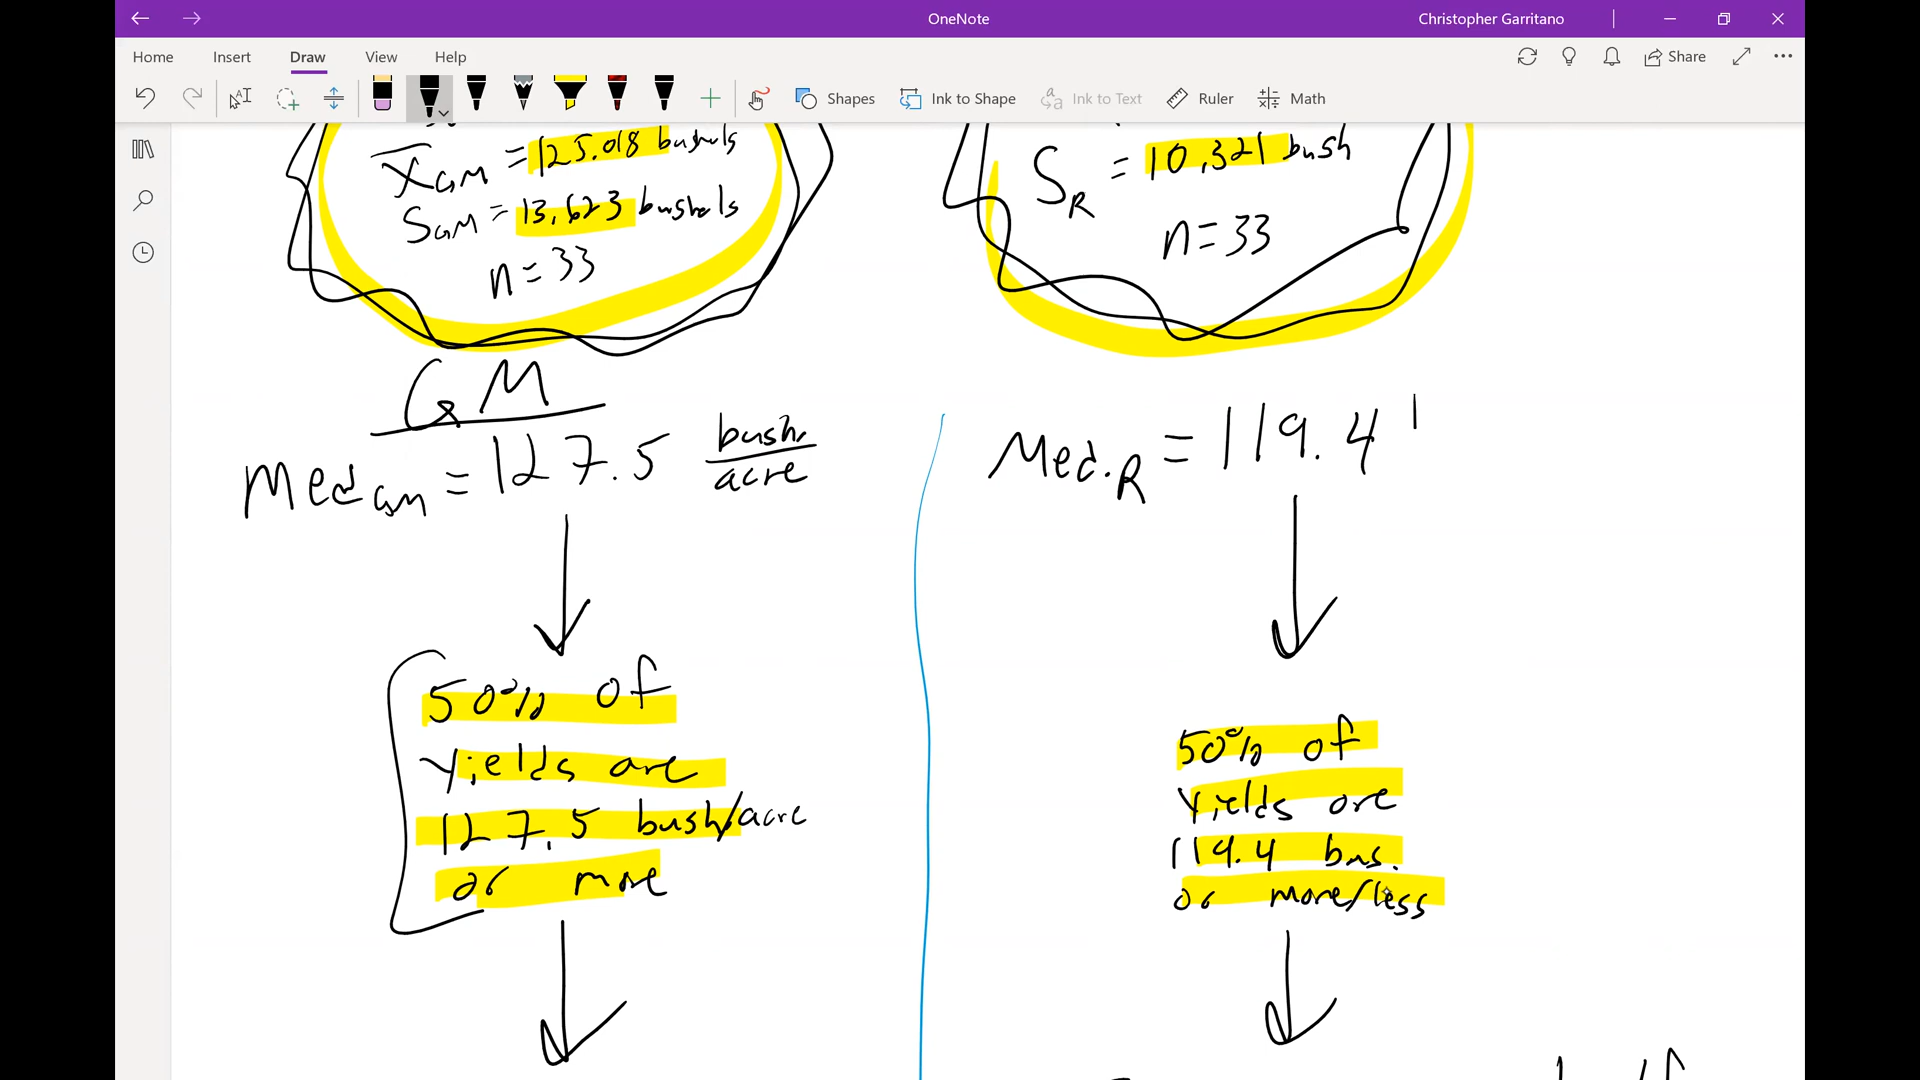 OneNote
Christopher Garritano
Home Insert Draw View Help
Share
Shapes Ink to Shape Ink to Text Ruler Math
X̄GM = 125.018 bushels
SGM = 13.623 bushels
n = 33
SR = 10.321 bush
n = 33
GM
MedGM = 127.5 bush./acre
Med.R = 119.4
50% of
yields are
127.5 bush/acre
or more
50% of
yields are
119.4 bus.
or more/less